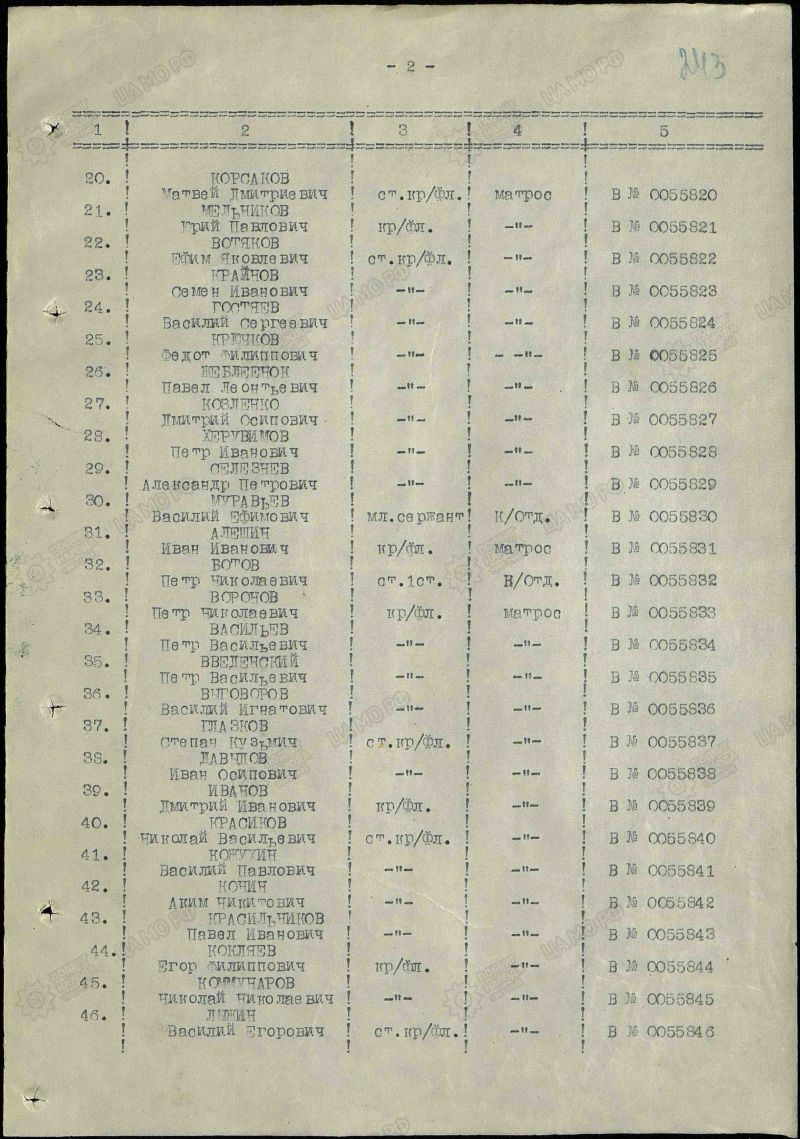 - 2 -
243
1 ! 2 ! 3 ! 4 ! 5
20. ! КОРСАКОВ
Матвей Дмитриевич ! ст.кр/фл. ! матрос ! В № 0055820
21. ! МЕЛЬНИКОВ
Юрий Павлович ! кр/фл. ! -"- ! В № 0055821
22. ! ВОТЯКОВ
Ефим Яковлевич ! ст.кр/фл. ! -"- ! В № 0055822
23. ! КРАЙНОВ
Семен Иванович ! -"- ! -"- ! В № 0055823
24. ! ГОСТЯЕВ
Василий Сергеевич ! -"- ! -"- ! В № 0055824
25. ! КРЮЧКОВ
Федот Филиппович ! -"- ! - -"- ! В № 0055825
26. ! ЖЕБЛЕЕНОК
Павел Леонтьевич ! -"- ! -"- ! В № 0055826
27. ! КОЗЛЕНКО
Дмитрий Осипович ! -"- ! -"- ! В № 0055827
28. ! ХЕРУВИМОВ
Петр Иванович ! -"- ! -"- ! В № 0055828
29. ! СЕЛЕЗНЕВ
Александр Петрович ! -"- ! -"- ! В № 0055829
30. ! МУРАВЬЕВ
Василий Ефимович ! мл.сержант ! К/Отд. ! В № 0055830
31. ! АЛЕШИН
Иван Иванович ! кр/фл. ! матрос ! В № 0055831
32. ! БОТОВ
Петр Николаевич ! ст.1ст. ! К/Отд. ! В № 0055832
33. ! ВОРОНОВ
Петр Николаевич ! кр/фл. ! матрос ! В № 0055833
34. ! ВАСИЛЬЕВ
Петр Васильевич ! -"- ! -"- ! В № 0055834
35. ! ВВЕДЕНСКИЙ
Петр Васильевич ! -"- ! -"- ! В № 0055835
36. ! ВЫГОВОРОВ
Василий Игнатович ! -"- ! -"- ! В № 0055836
37. ! ГЛАЗКОВ
Степан Кузьмич ! ст.кр/фл. ! -"- ! В № 0055837
38. !
Иван Осипович ! -"- ! -"- ! В № 0055838
39. ! ИВАНОВ
Дмитрий Иванович ! кр/фл. ! -"- ! В № 0055839
40. ! КРАСИКОВ
Николай Васильевич ! ст.кр/фл. ! -"- ! В № 0055840
41. ! КОЖУХИН
Василий Павлович ! -"- ! -"- ! В № 0055841
42. ! КОЧИН
Аким Никитович ! -"- ! -"- ! В № 0055842
43. ! КРАСИЛЬНИКОВ
Павел Иванович ! -"- ! -"- ! В № 0055843
44. ! КОКЛЯЕВ
Егор Филиппович ! кр/фл. ! -"- ! В № 0055844
45. ! КОММУНАРОВ
Николай Николаевич ! -"- ! -"- ! В № 0055845
46. !
Василий Егорович ! ст.кр/фл. ! -"- ! В № 0055846